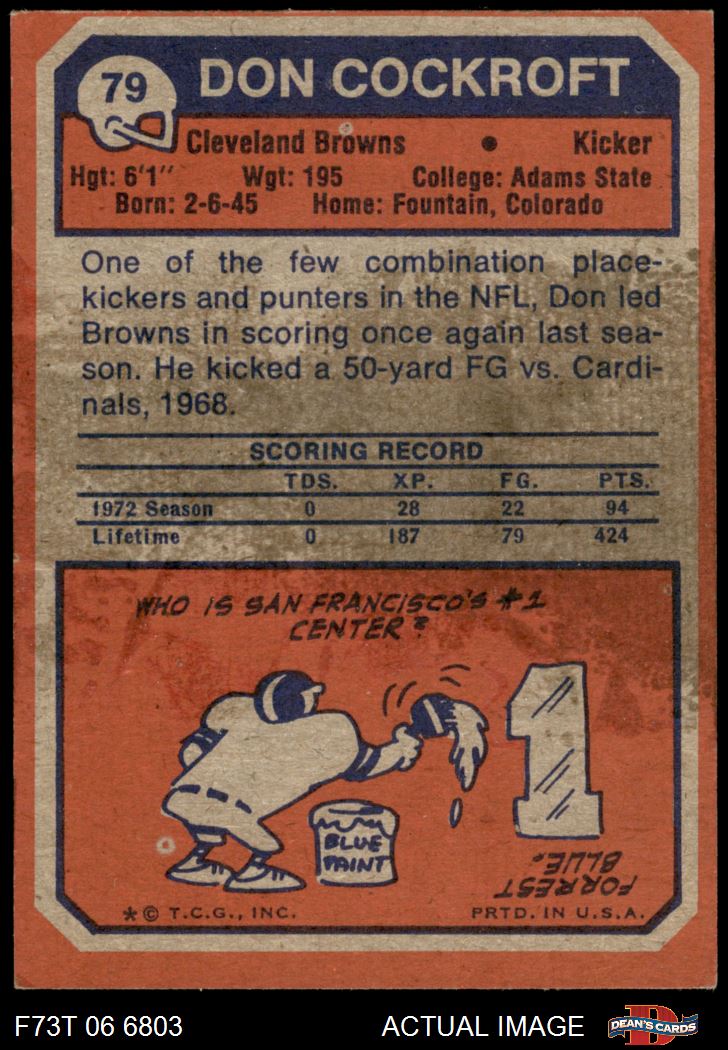 79
DON COCKROFT
Cleveland Browns • Kicker
Hgt: 6'1" Wgt: 195 College: Adams State
Born: 2-6-45 Home: Fountain, Colorado
One of the few combination place-
kickers and punters in the NFL, Don led
Browns in scoring once again last sea-
son. He kicked a 50-yard FG vs. Cardi-
nals, 1968.
SCORING RECORD
TDS. XP. FG. PTS.
1972 Season 0 28 22 94
Lifetime 0 187 79 424
WHO IS SAN FRANCISCO'S #1
CENTER?
1
BLUE
PAINT
FORREST
BLUE.
* © T.C.G., INC. PRTD. IN U.S.A.
F73T 06 6803 ACTUAL IMAGE
D
DEAN'S CARDS